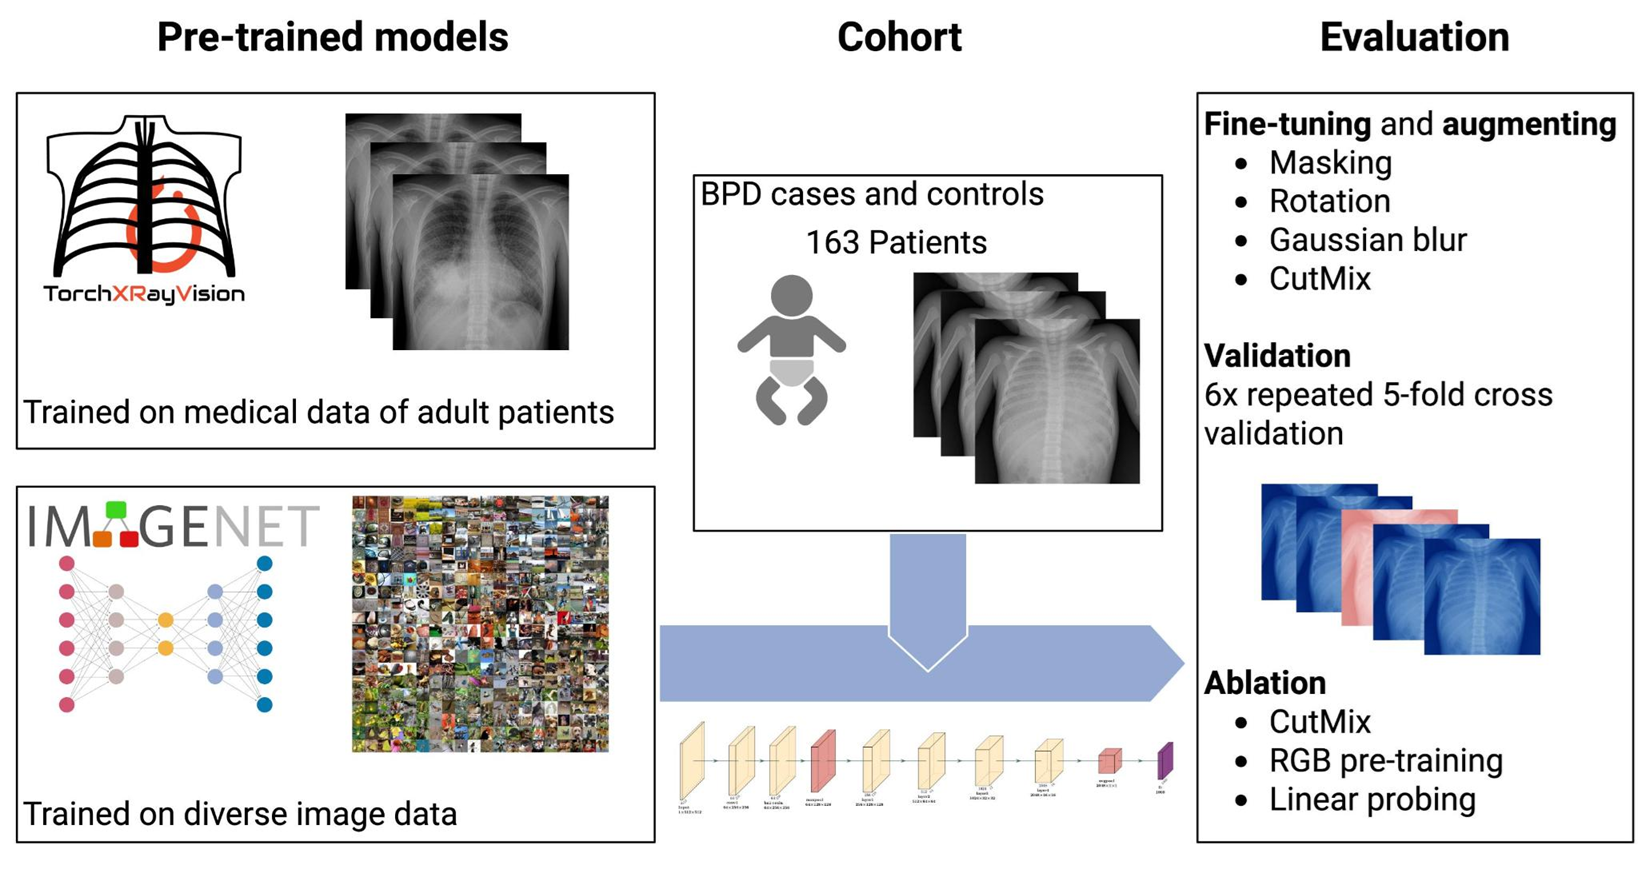 Pre-trained models
TorchXRayVision
Trained on medical data of adult patients
IMAGENET
Trained on diverse image data
Cohort
BPD cases and controls
163 Patients
Evaluation
Fine-tuning and augmenting
• Masking
• Rotation
• Gaussian blur
• CutMix
Validation
6x repeated 5-fold cross
validation
Ablation
• CutMix
• RGB pre-training
• Linear probing